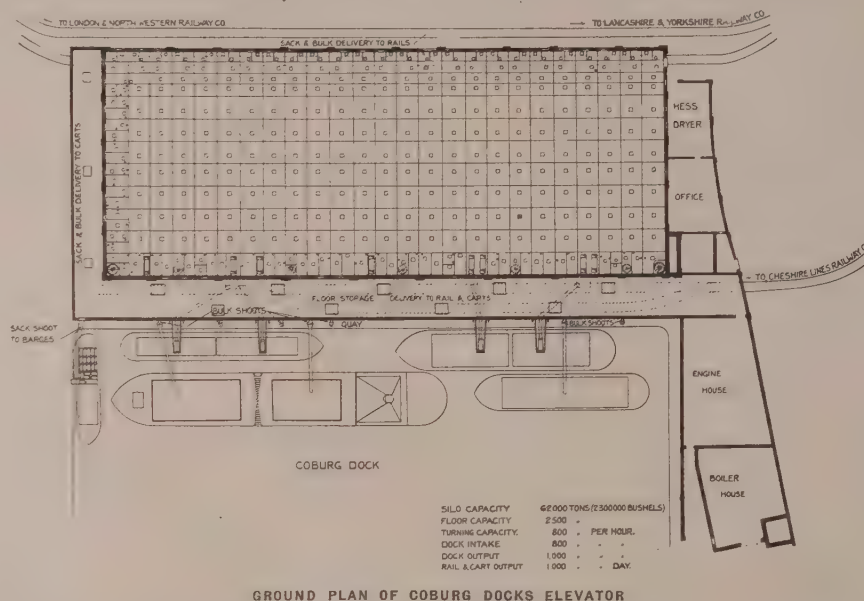 ← TO LONDON & NORTH WESTERN RAILWAY CO
→ TO LANCASHIRE & YORKSHIRE RAILWAY CO
SACK & BULK DELIVERY TO RAILS
SACK & BULK DELIVERY TO CARTS
MESS
DRYER
OFFICE
→ TO CHESHIRE LINES RAILWAY
FLOOR STORAGE DELIVERY TO RAIL & CARTS
BULK SHOOTS
QUAY
BULK SHOOTS
SACK SHOOT
TO BARGES
ENGINE
HOUSE
COBURG DOCK
BOILER
HOUSE
SILO CAPACITY 62000 TONS (2300000 BUSHELS)
FLOOR CAPACITY 2500 "
TURNING CAPACITY 800 " PER HOUR.
DOCK INTAKE 800 " " "
DOCK OUTPUT 1,000 " " "
RAIL & CART OUTPUT 1000 " " DAY.
GROUND PLAN OF COBURG DOCKS ELEVATOR